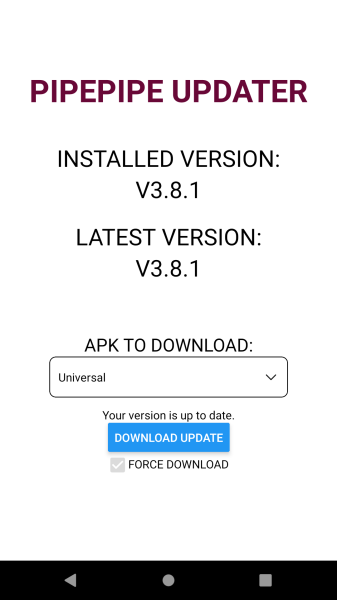 PIPEPIPE UPDATER
INSTALLED VERSION:
V3.8.1
LATEST VERSION:
V3.8.1
APK TO DOWNLOAD:
Universal
Your version is up to date.
DOWNLOAD UPDATE
FORCE DOWNLOAD